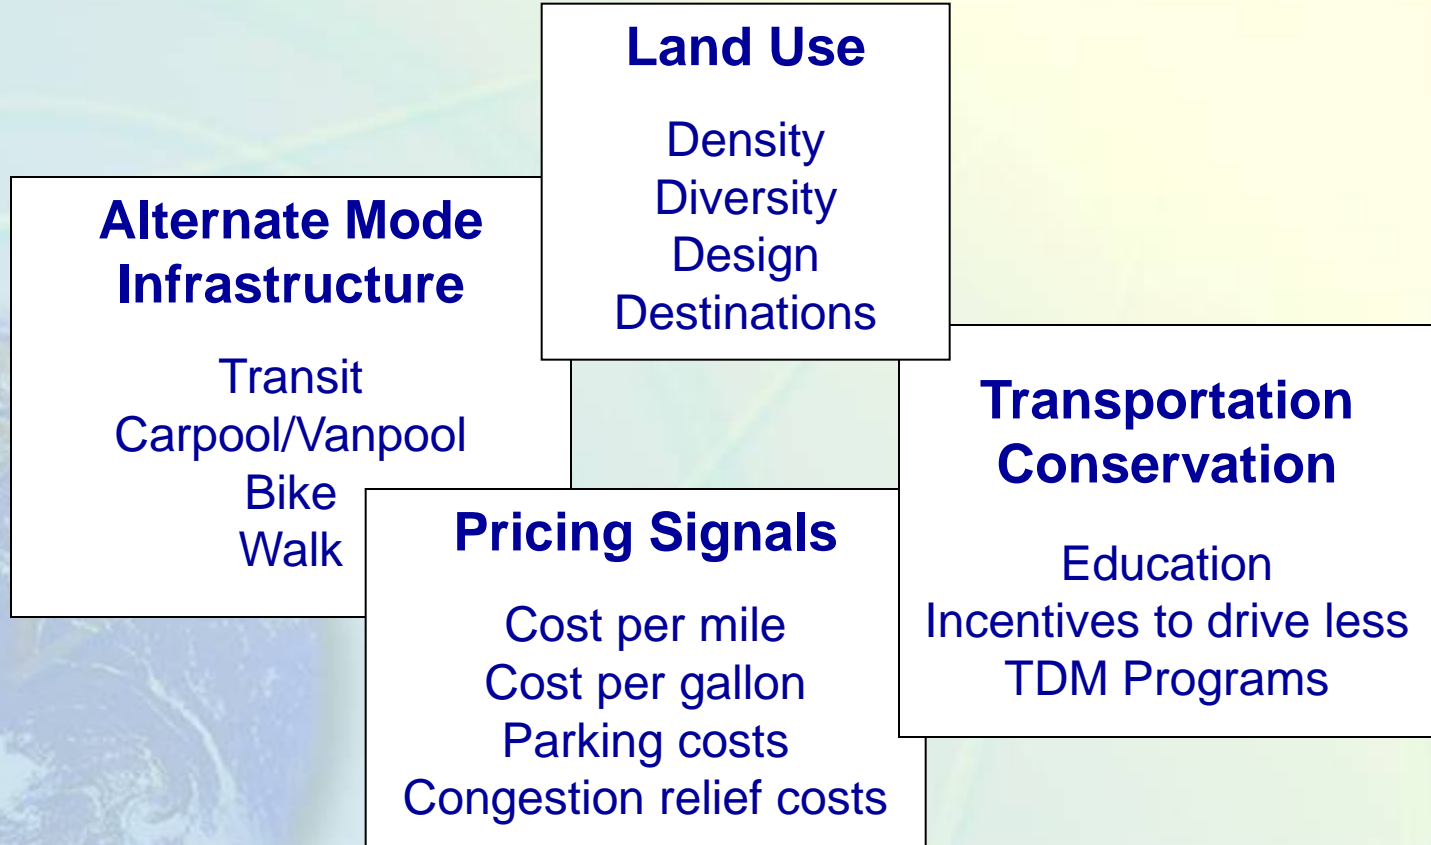 Land Use
Density
Diversity
Design
Destinations
Alternate Mode
Infrastructure
Transit
Carpool/Vanpool
Bike
Walk
Pricing Signals
Cost per mile
Cost per gallon
Parking costs
Congestion relief costs
Transportation
Conservation
Education
Incentives to drive less
TDM Programs